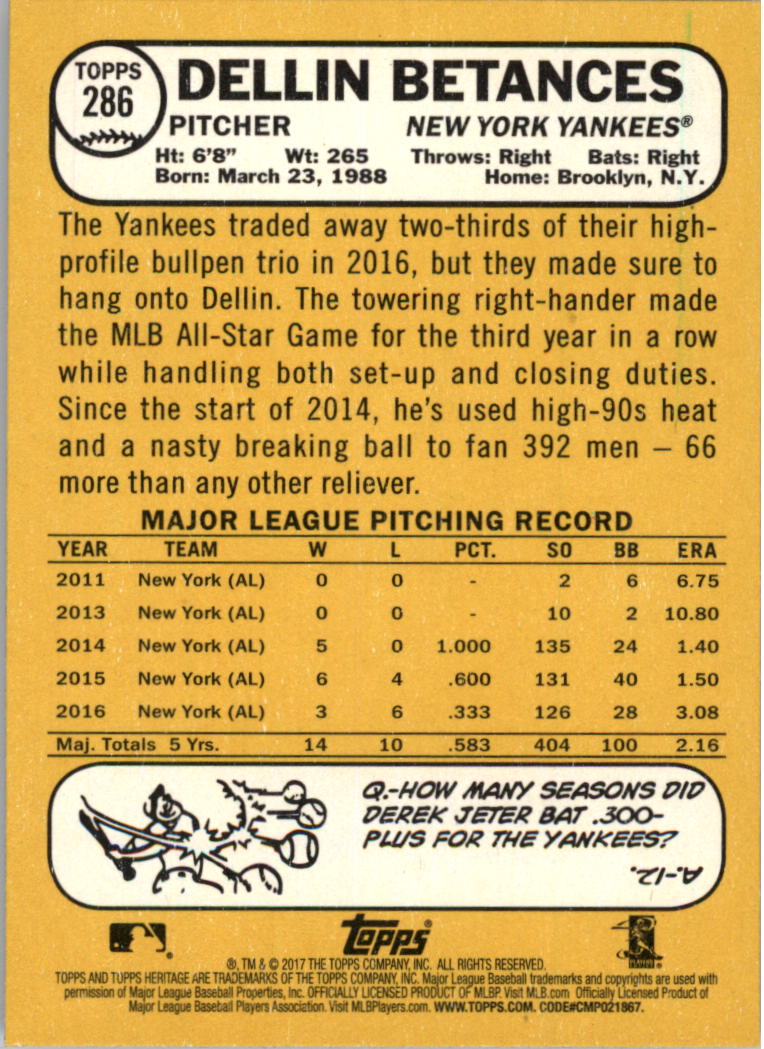 TOPPS
286
DELLIN BETANCES
PITCHER NEW YORK YANKEES®
Ht: 6'8" Wt: 265 Throws: Right Bats: Right
Born: March 23, 1988 Home: Brooklyn, N.Y.
The Yankees traded away two-thirds of their high-
profile bullpen trio in 2016, but they made sure to
hang onto Dellin. The towering right-hander made
the MLB All-Star Game for the third year in a row
while handling both set-up and closing duties.
Since the start of 2014, he's used high-90s heat
and a nasty breaking ball to fan 392 men – 66
more than any other reliever.
MAJOR LEAGUE PITCHING RECORD
YEAR TEAM W L PCT. SO BB ERA
2011 New York (AL) 0 0 - 2 6 6.75
2013 New York (AL) 0 0 - 10 2 10.80
2014 New York (AL) 5 0 1.000 135 24 1.40
2015 New York (AL) 6 4 .600 131 40 1.50
2016 New York (AL) 3 6 .333 126 28 3.08
Maj. Totals 5 Yrs. 14 10 .583 404 100 2.16
Q.-HOW MANY SEASONS DID
DEREK JETER BAT .300-
PLUS FOR THE YANKEES?
A.-12.
topps®
®, TM & © 2017 THE TOPPS COMPANY, INC. ALL RIGHTS RESERVED.
TOPPS AND TOPPS HERITAGE ARE TRADEMARKS OF THE TOPPS COMPANY, INC. Major League Baseball trademarks and copyrights are used with
permission of Major League Baseball Properties, Inc. OFFICIALLY LICENSED PRODUCT OF MLBP. Visit MLB.com Officially Licensed Product of
Major League Baseball Players Association. Visit MLBPlayers.com. WWW.TOPPS.COM. CODE#CMP021867.